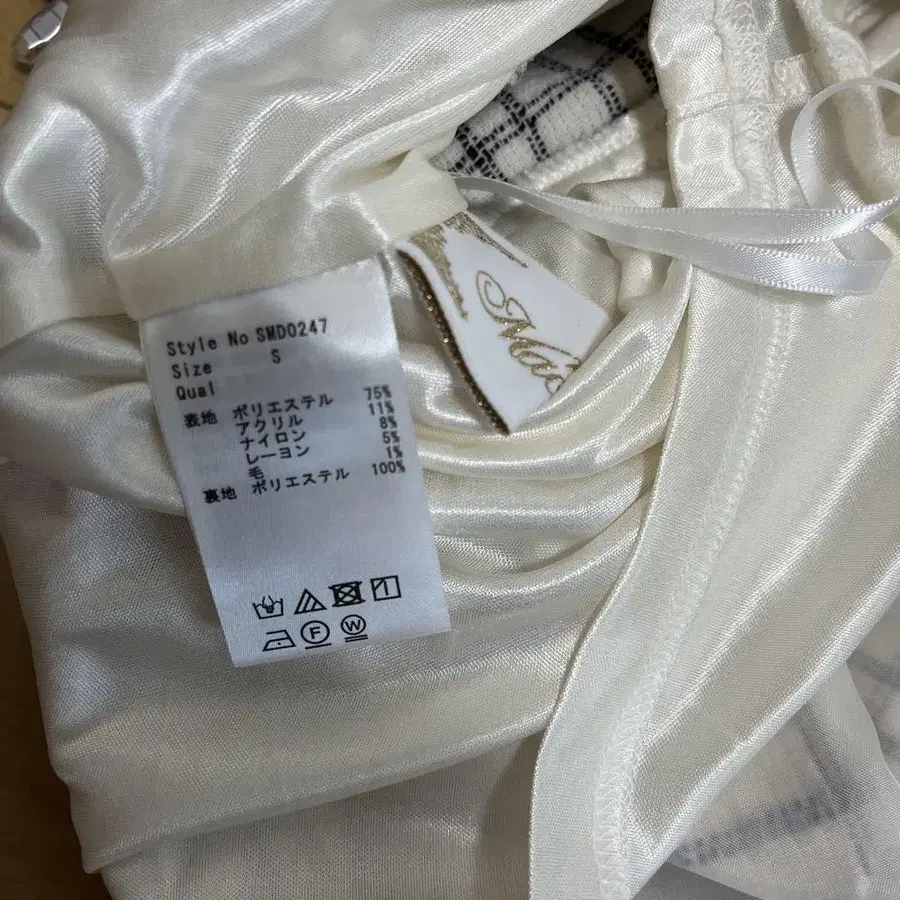 Style No SMD0247
Size S
Qual
表地 ポリエステル 75%
アクリル 11%
ナイロン 8%
レーヨン 5%
毛 1%
裏地 ポリエステル 100%
F W